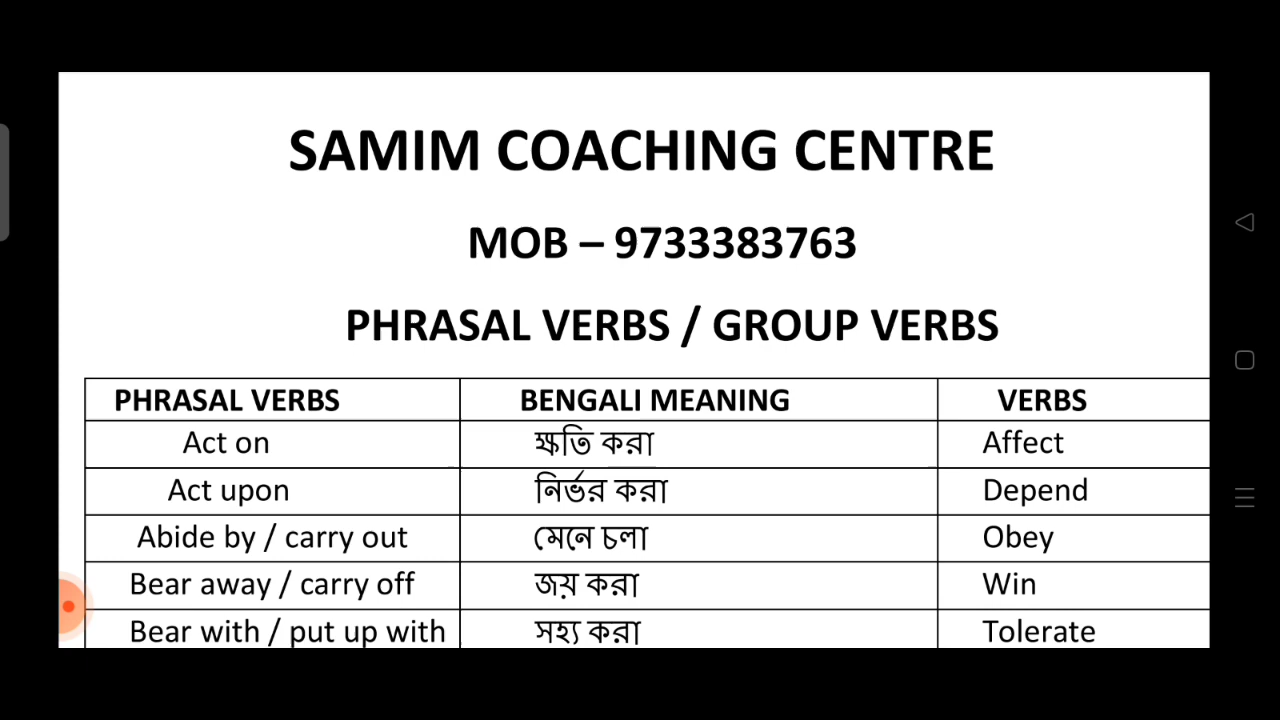 SAMIM COACHING CENTRE
MOB – 9733383763
PHRASAL VERBS / GROUP VERBS
PHRASAL VERBS BENGALI MEANING VERBS
Act on ক্ষতি করা Affect
Act upon নির্ভর করা Depend
Abide by / carry out মেনে চলা Obey
Bear away / carry off জয় করা Win
Bear with / put up with সহ্য করা Tolerate